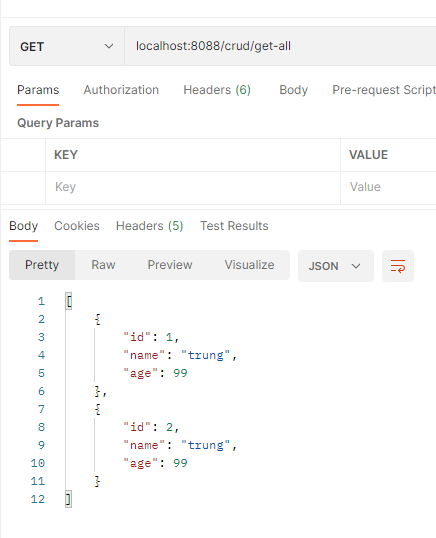 GET localhost:8088/crud/get-all
Params Authorization Headers (6) Body Pre-request Script
Query Params
KEY VALUE
Key Value
Body Cookies Headers (5) Test Results
Pretty Raw Preview Visualize JSON
1 [
2 {
3 "id": 1,
4 "name": "trung",
5 "age": 99
6 },
7 {
8 "id": 2,
9 "name": "trung",
10 "age": 99
11 }
12 ]